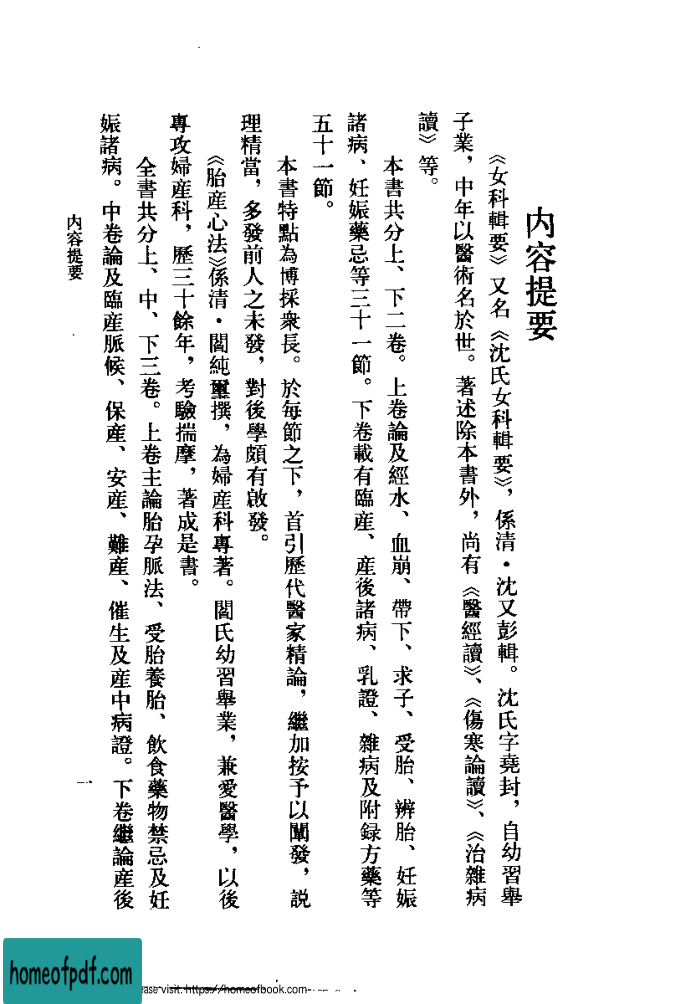 内容提要
《女科輯要》又名《沈氏女科輯要》，係清·沈又彭輯。沈氏字堯封，自幼習舉
子業，中年以醫術名於世。著述除本書外，尚有《醫經讀》、《傷寒論讀》、《治雜病
讀》等。
本書共分上、下二卷。上卷論及經水、血崩、帶下、求子、受胎、辨胎、妊娠
諸病、妊娠藥忌等三十一節。下卷載有臨産、産後諸病、乳證、雜病及附録方藥等
五十一節。
本書特點為博採衆長。於每節之下，首引歷代醫家精論，繼加按予以闡發，説
理精當，多發前人之未發，對後學頗有啟發。
《胎産心法》係清·閻純璽撰，為婦産科專著。閻氏幼習舉業，兼愛醫學，以後
專攻婦産科，歷三十餘年，考驗揣摩，著成是書。
全書共分上、中、下三卷。上卷主論胎孕脈法、受胎養胎、飲食藥物禁忌及妊
娠諸病。中卷論及臨産脈候、保産、安産、難産、催生及産中病證。下卷繼論産後
内容提要
一
homeofpdf.com
ase visit: https://homeofbook.com